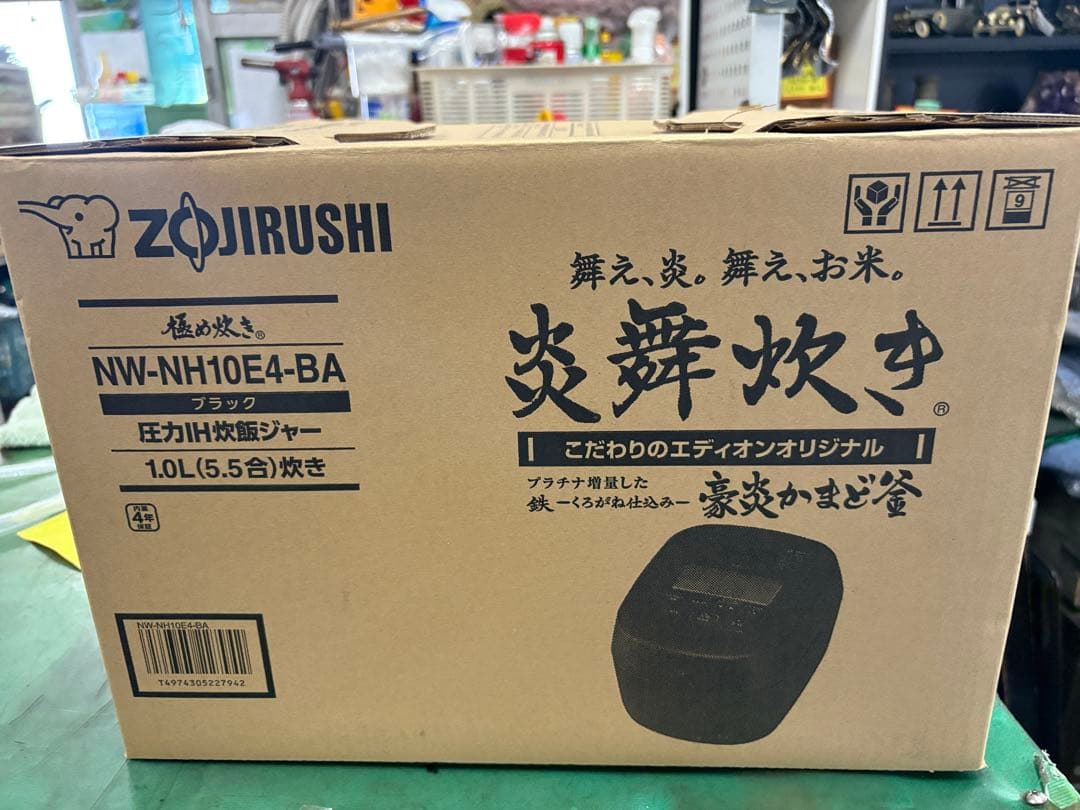 ZOJIRUSHI
極め炊き®
NW-NH10E4-BA
ブラック
圧力IH炊飯ジャー
1.0L(5.5合)炊き
内釜
4年
保証
NW-NH10E4-BA
T4974305227942
9
舞え、炎。舞え、お米。
炎舞炊き®
こだわりのエディオンオリジナル
プラチナ増量した
鉄 ーくろがね仕込みー 豪炎かまど釜